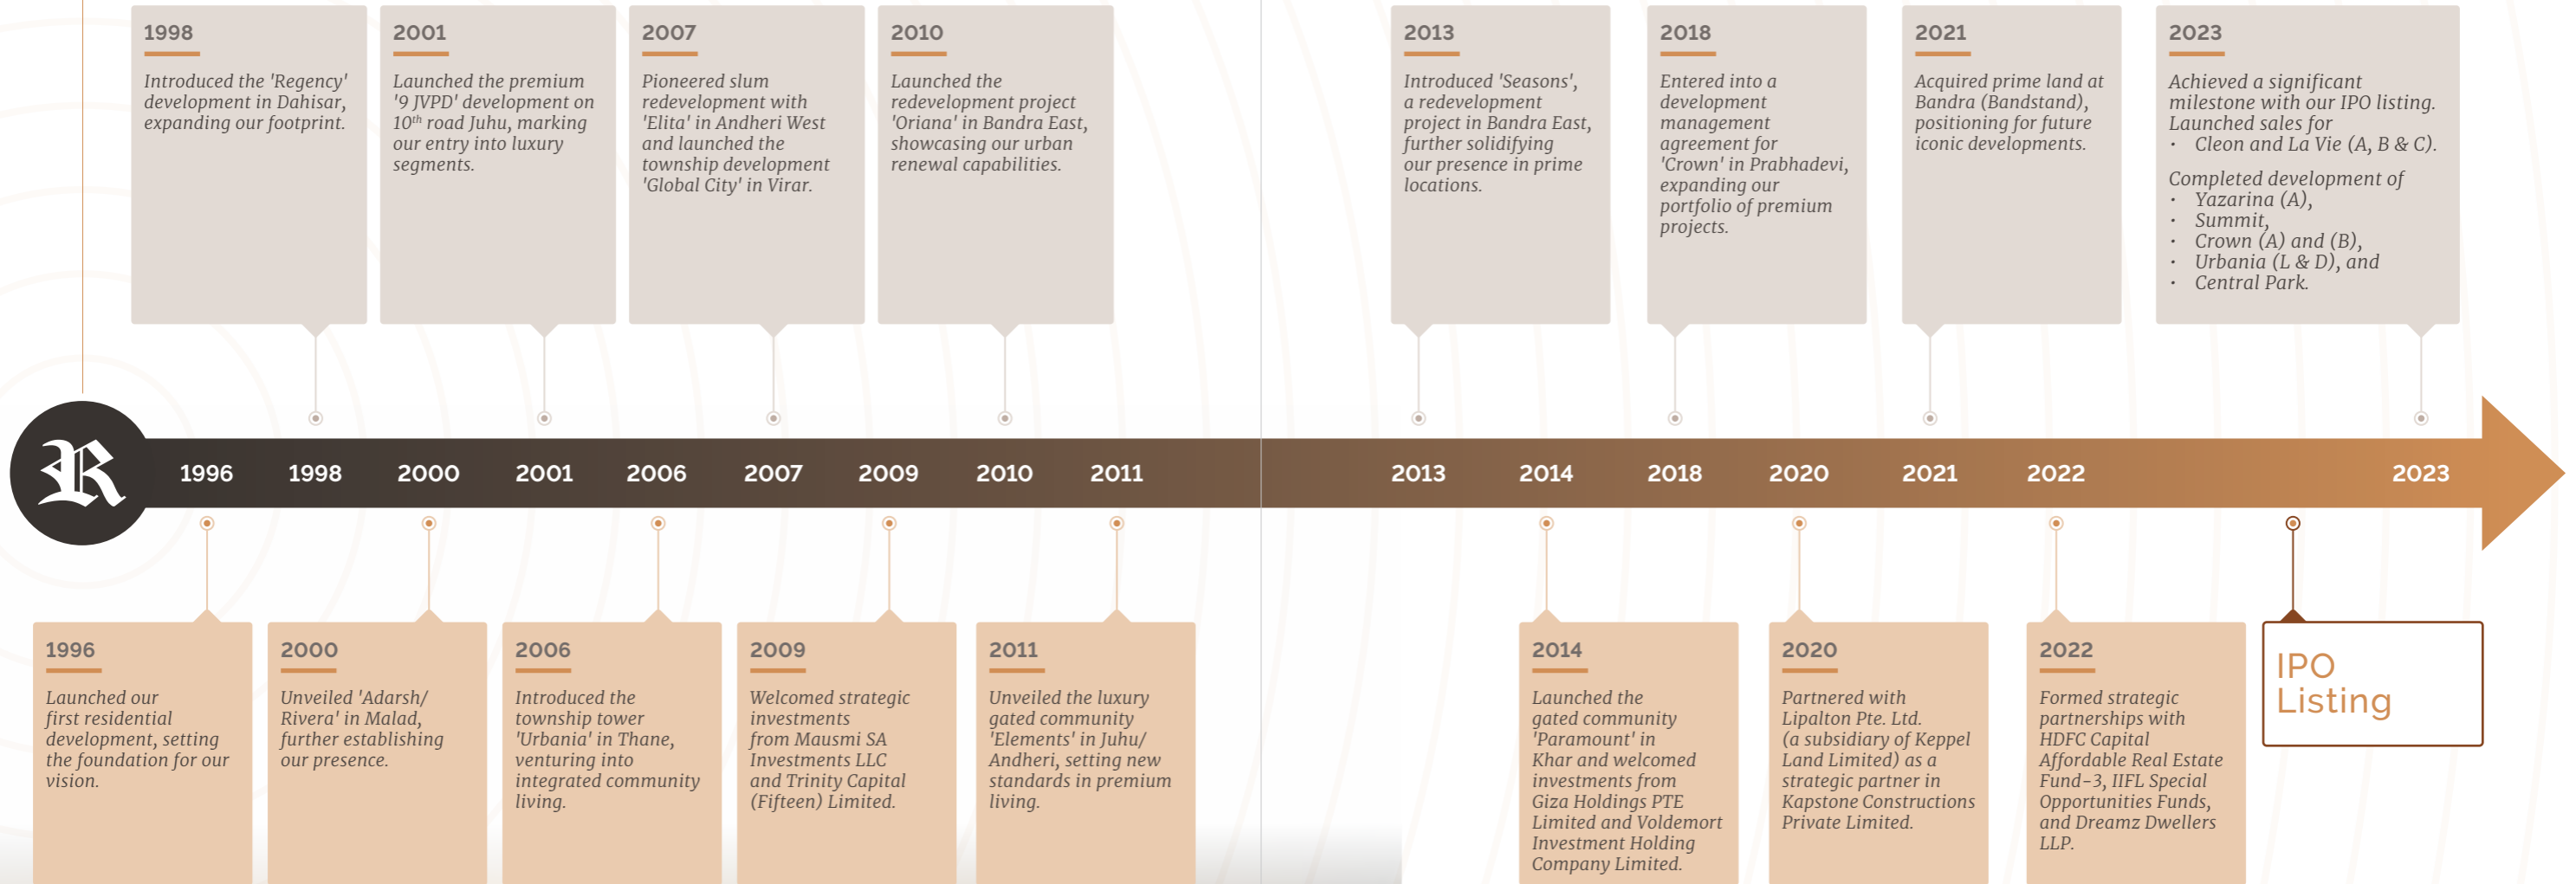 1998
Introduced the 'Regency'
development in Dahisar,
expanding our footprint.
2001
Launched the premium
'9 JVPD' development on
10th road Juhu, marking
our entry into luxury
segments.
2007
Pioneered slum
redevelopment with
'Elita' in Andheri West
and launched the
township development
'Global City' in Virar.
2010
Launched the
redevelopment project
'Oriana' in Bandra East,
showcasing our urban
renewal capabilities.
2013
Introduced 'Seasons',
a redevelopment
project in Bandra East,
further solidifying
our presence in prime
locations.
2018
Entered into a
development
management
agreement for
'Crown' in Prabhadevi,
expanding our
portfolio of premium
projects.
2021
Acquired prime land at
Bandra (Bandstand),
positioning for future
iconic developments.
2023
Achieved a significant
milestone with our IPO listing.
Launched sales for
• Cleon and La Vie (A, B & C).
Completed development of
• Yazarina (A),
• Summit,
• Crown (A) and (B),
• Urbania (L & D), and
• Central Park.
R
1996 1998 2000 2001 2006 2007 2009 2010 2011 2013 2014 2018 2020 2021 2022 2023
1996
Launched our
first residential
development, setting
the foundation for our
vision.
2000
Unveiled 'Adarsh/
Rivera' in Malad,
further establishing
our presence.
2006
Introduced the
township tower
'Urbania' in Thane,
venturing into
integrated community
living.
2009
Welcomed strategic
investments
from Mausmi SA
Investments LLC
and Trinity Capital
(Fifteen) Limited.
2011
Unveiled the luxury
gated community
'Elements' in Juhu/
Andheri, setting new
standards in premium
living.
2014
Launched the
gated community
'Paramount' in
Khar and welcomed
investments from
Giza Holdings PTE
Limited and Voldemort
Investment Holding
Company Limited.
2020
Partnered with
Lipalton Pte. Ltd.
(a subsidiary of Keppel
Land Limited) as a
strategic partner in
Kapstone Constructions
Private Limited.
2022
Formed strategic
partnerships with
HDFC Capital
Affordable Real Estate
Fund-3, IIFL Special
Opportunities Funds,
and Dreamz Dwellers
LLP.
IPO
Listing